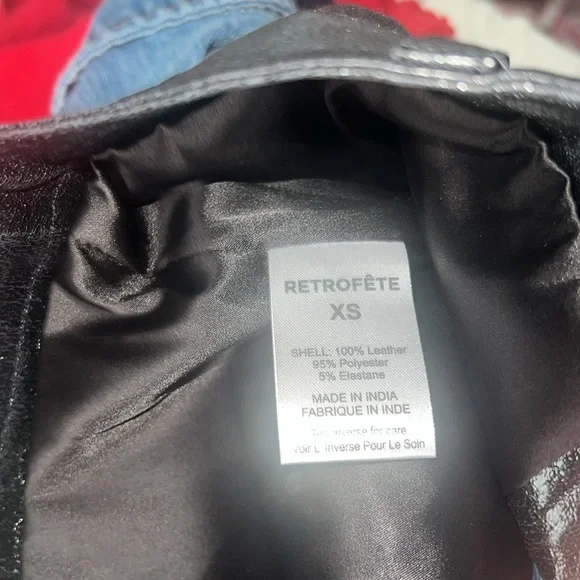 RETROFÊTE
XS
SHELL: 100% Leather
95% Polyester
5% Elastane
MADE IN INDIA
FABRIQUE IN INDE
for care
Voir L' Inverse Pour Le Soin